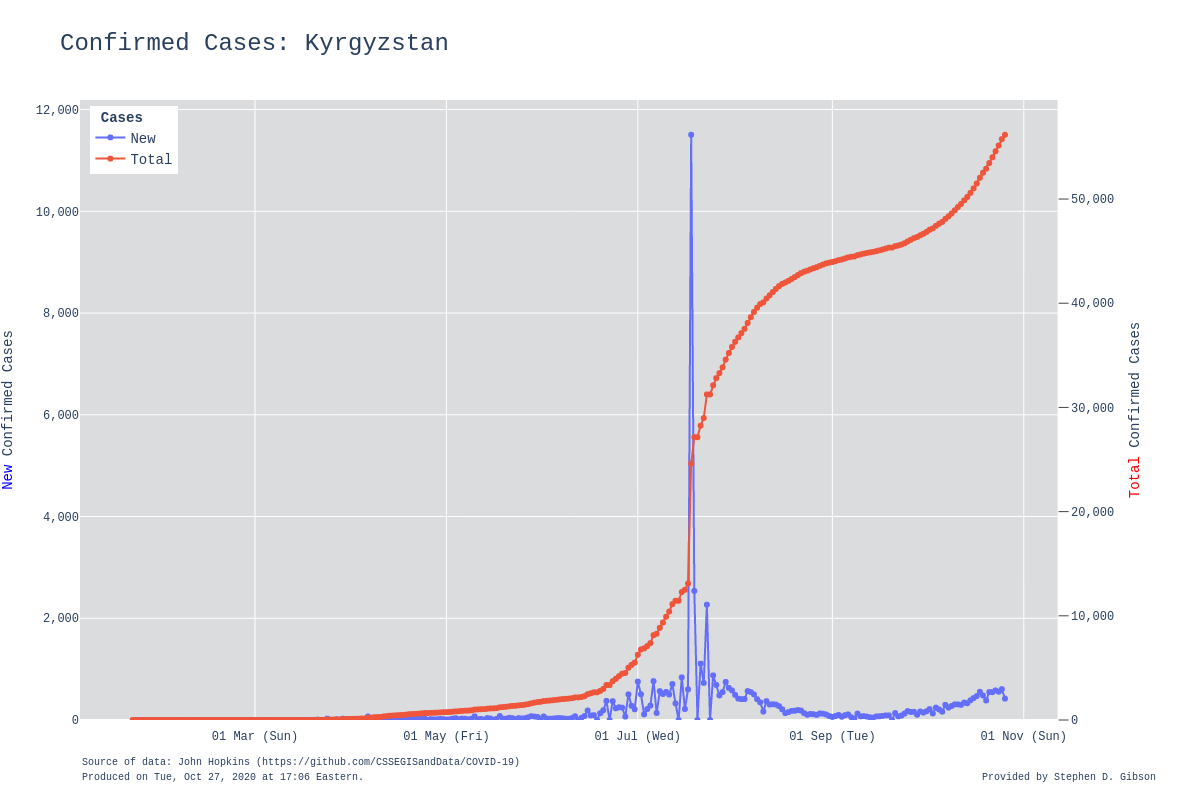 Confirmed Cases: Kyrgyzstan
Cases
New
Total
12,000
10,000
8,000
6,000
4,000
2,000
0
New Confirmed Cases
50,000
40,000
30,000
20,000
10,000
0
Total Confirmed Cases
01 Mar (Sun) 01 May (Fri) 01 Jul (Wed) 01 Sep (Tue) 01 Nov (Sun)
Source of data: John Hopkins (https://github.com/CSSEGISandData/COVID-19)
Produced on Tue, Oct 27, 2020 at 17:06 Eastern.
Provided by Stephen D. Gibson